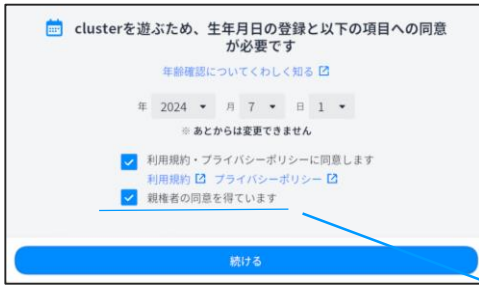 clusterを遊ぶため、生年月日の登録と以下の項目への同意
が必要です
年齢確認についてくわしく知る
年 2024 月 7 日 1
※ あとからは変更できません
利用規約・プライバシーポリシーに同意します
利用規約 プライバシーポリシー
親権者の同意を得ています
続ける